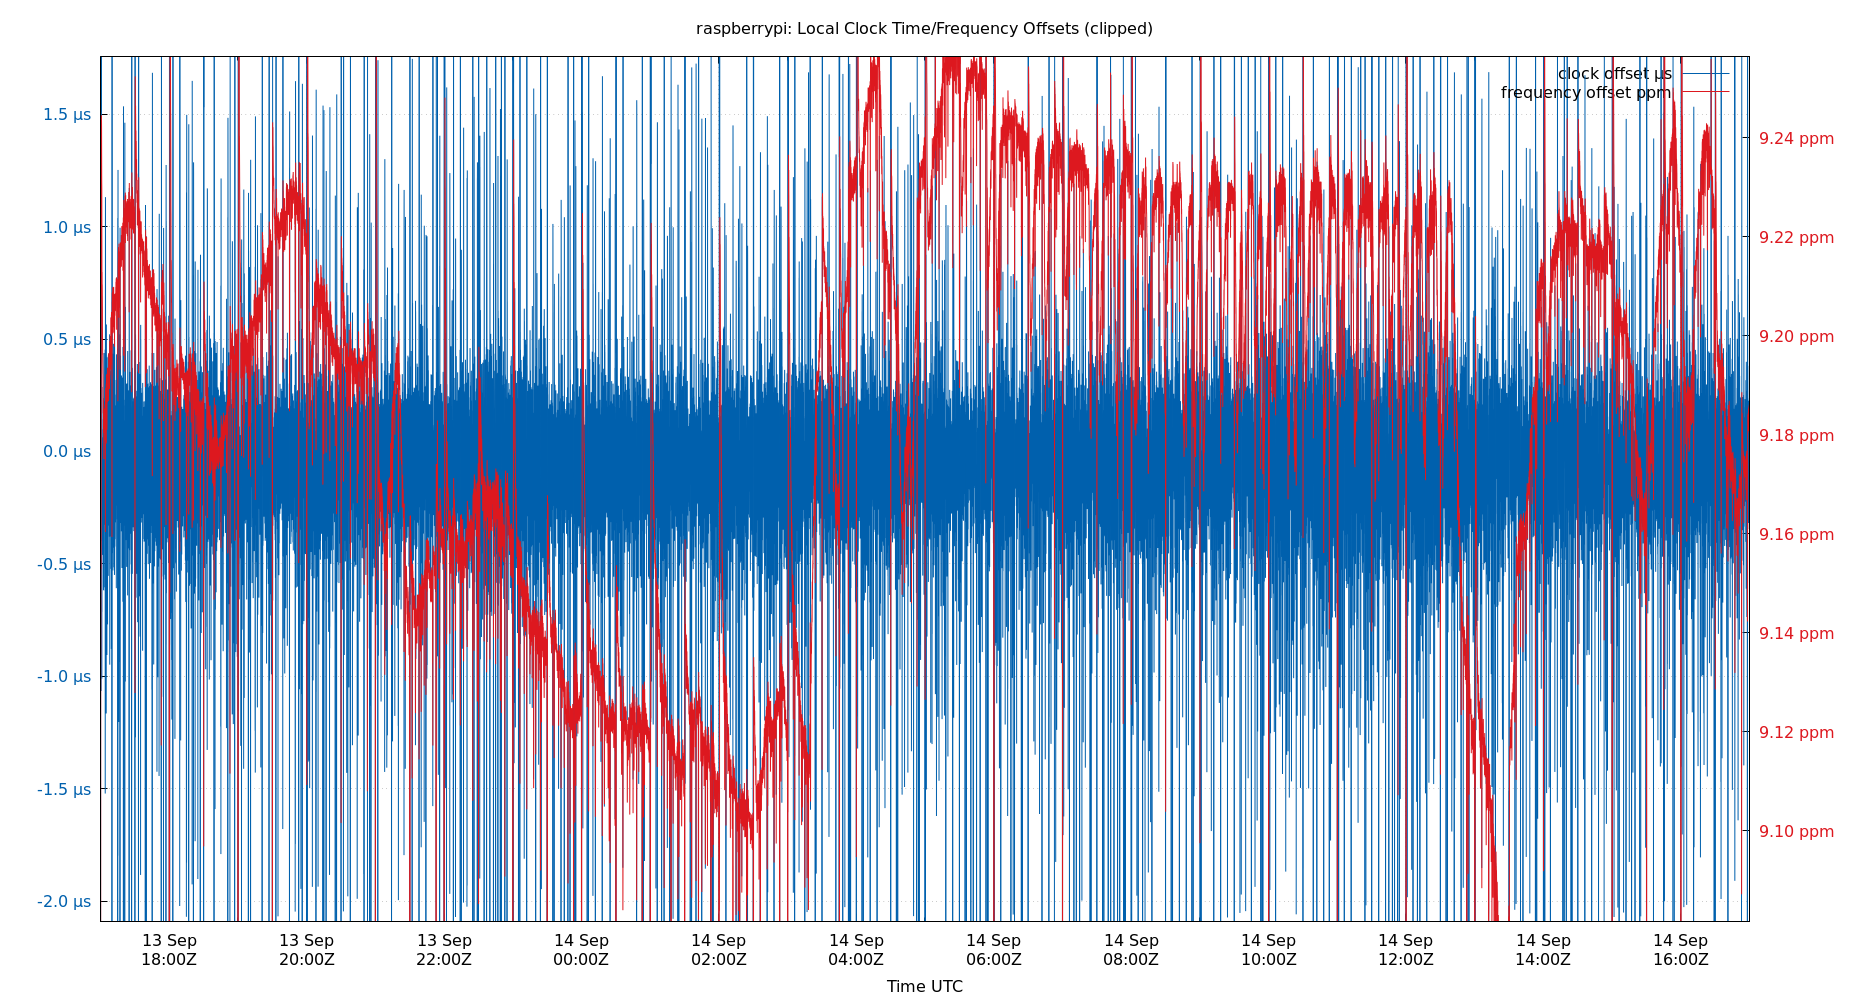 raspberrypi: Local Clock Time/Frequency Offsets (clipped)
clock offset µs
frequency offset ppm
1.5 µs
1.0 µs
0.5 µs
0.0 µs
-0.5 µs
-1.0 µs
-1.5 µs
-2.0 µs
9.24 ppm
9.22 ppm
9.20 ppm
9.18 ppm
9.16 ppm
9.14 ppm
9.12 ppm
9.10 ppm
13 Sep 13 Sep 13 Sep 14 Sep 14 Sep 14 Sep 14 Sep 14 Sep 14 Sep 14 Sep 14 Sep 14 Sep
18:00Z 20:00Z 22:00Z 00:00Z 02:00Z 04:00Z 06:00Z 08:00Z 10:00Z 12:00Z 14:00Z 16:00Z
Time UTC